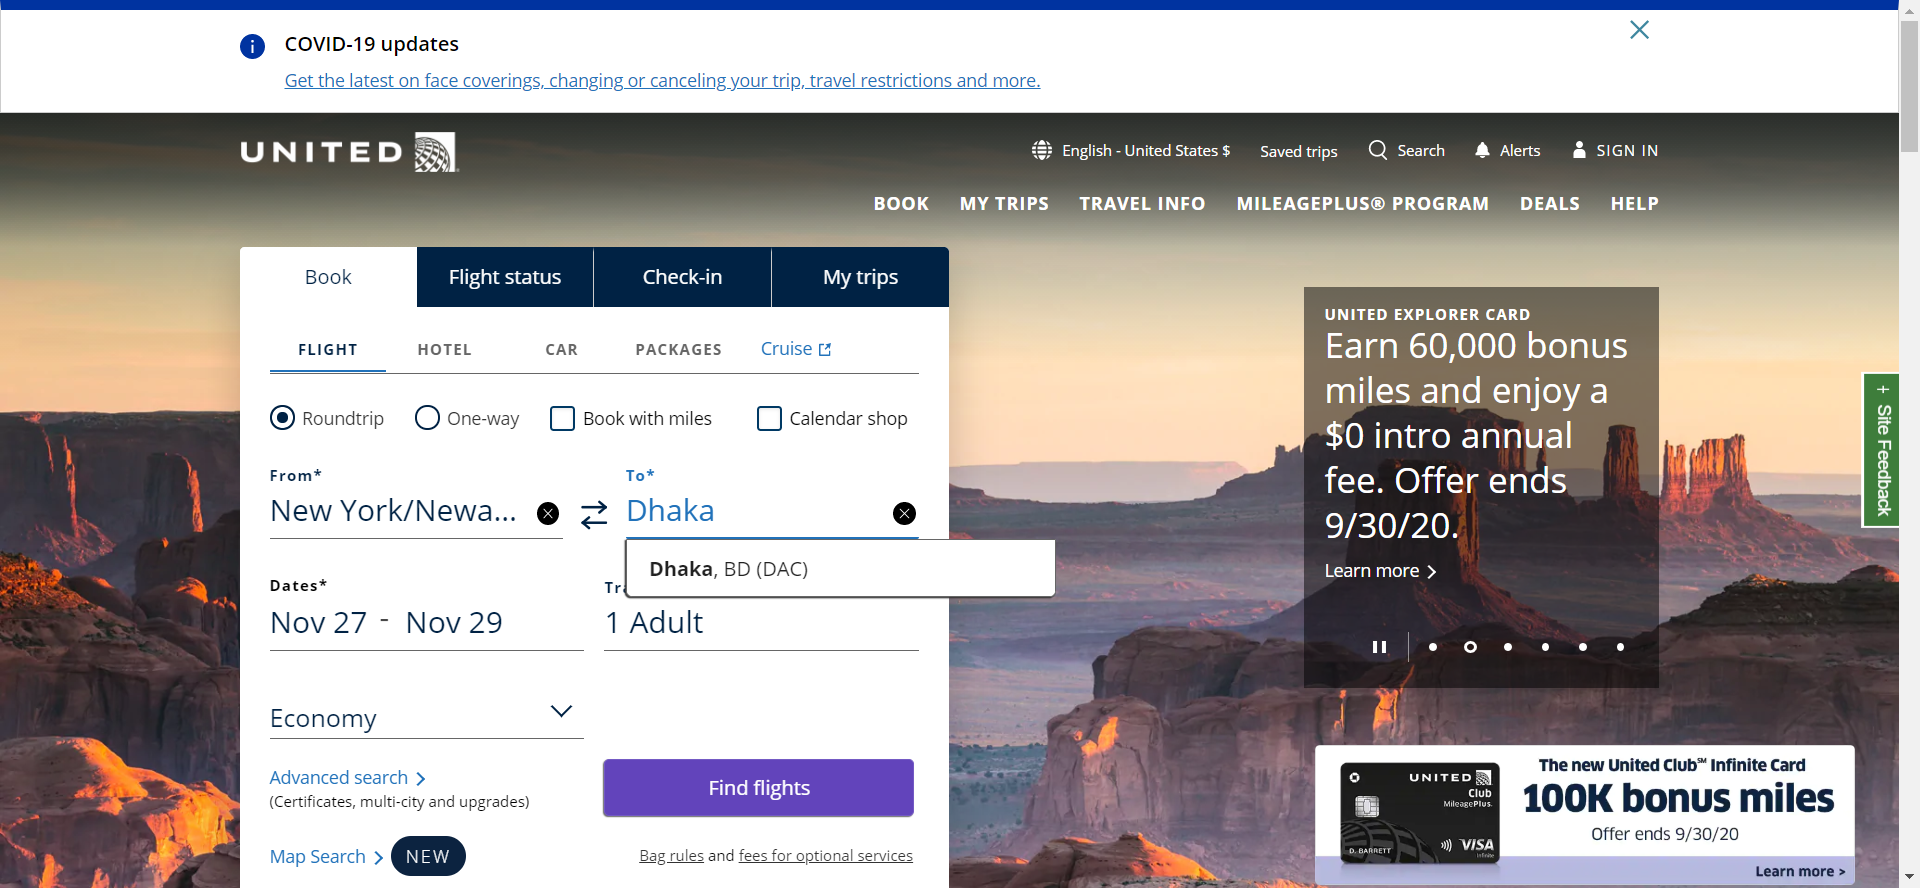 COVID-19 updates
Get the latest on face coverings, changing or canceling your trip, travel restrictions and more.
UNITED
English - United States $
Saved trips
Search
Alerts
SIGN IN
BOOK
MY TRIPS
TRAVEL INFO
MILEAGEPLUS® PROGRAM
DEALS
HELP
Book
Flight status
Check-in
My trips
FLIGHT
HOTEL
CAR
PACKAGES
Cruise
Roundtrip
One-way
Book with miles
Calendar shop
From*
New York/Newa...
To*
Dhaka
Dhaka, BD (DAC)
Dates*
Nov 27 - Nov 29
1 Adult
Economy
Advanced search
(Certificates, multi-city and upgrades)
Find flights
Map Search
NEW
Bag rules and fees for optional services
UNITED EXPLORER CARD
Earn 60,000 bonus
miles and enjoy a
$0 intro annual
fee. Offer ends
9/30/20.
Learn more
+ Site Feedback
UNITED
Club
MileagePlus.
D. BARRETT
VISA
Infinite
The new United Club℠ Infinite Card
100K bonus miles
Offer ends 9/30/20
Learn more >